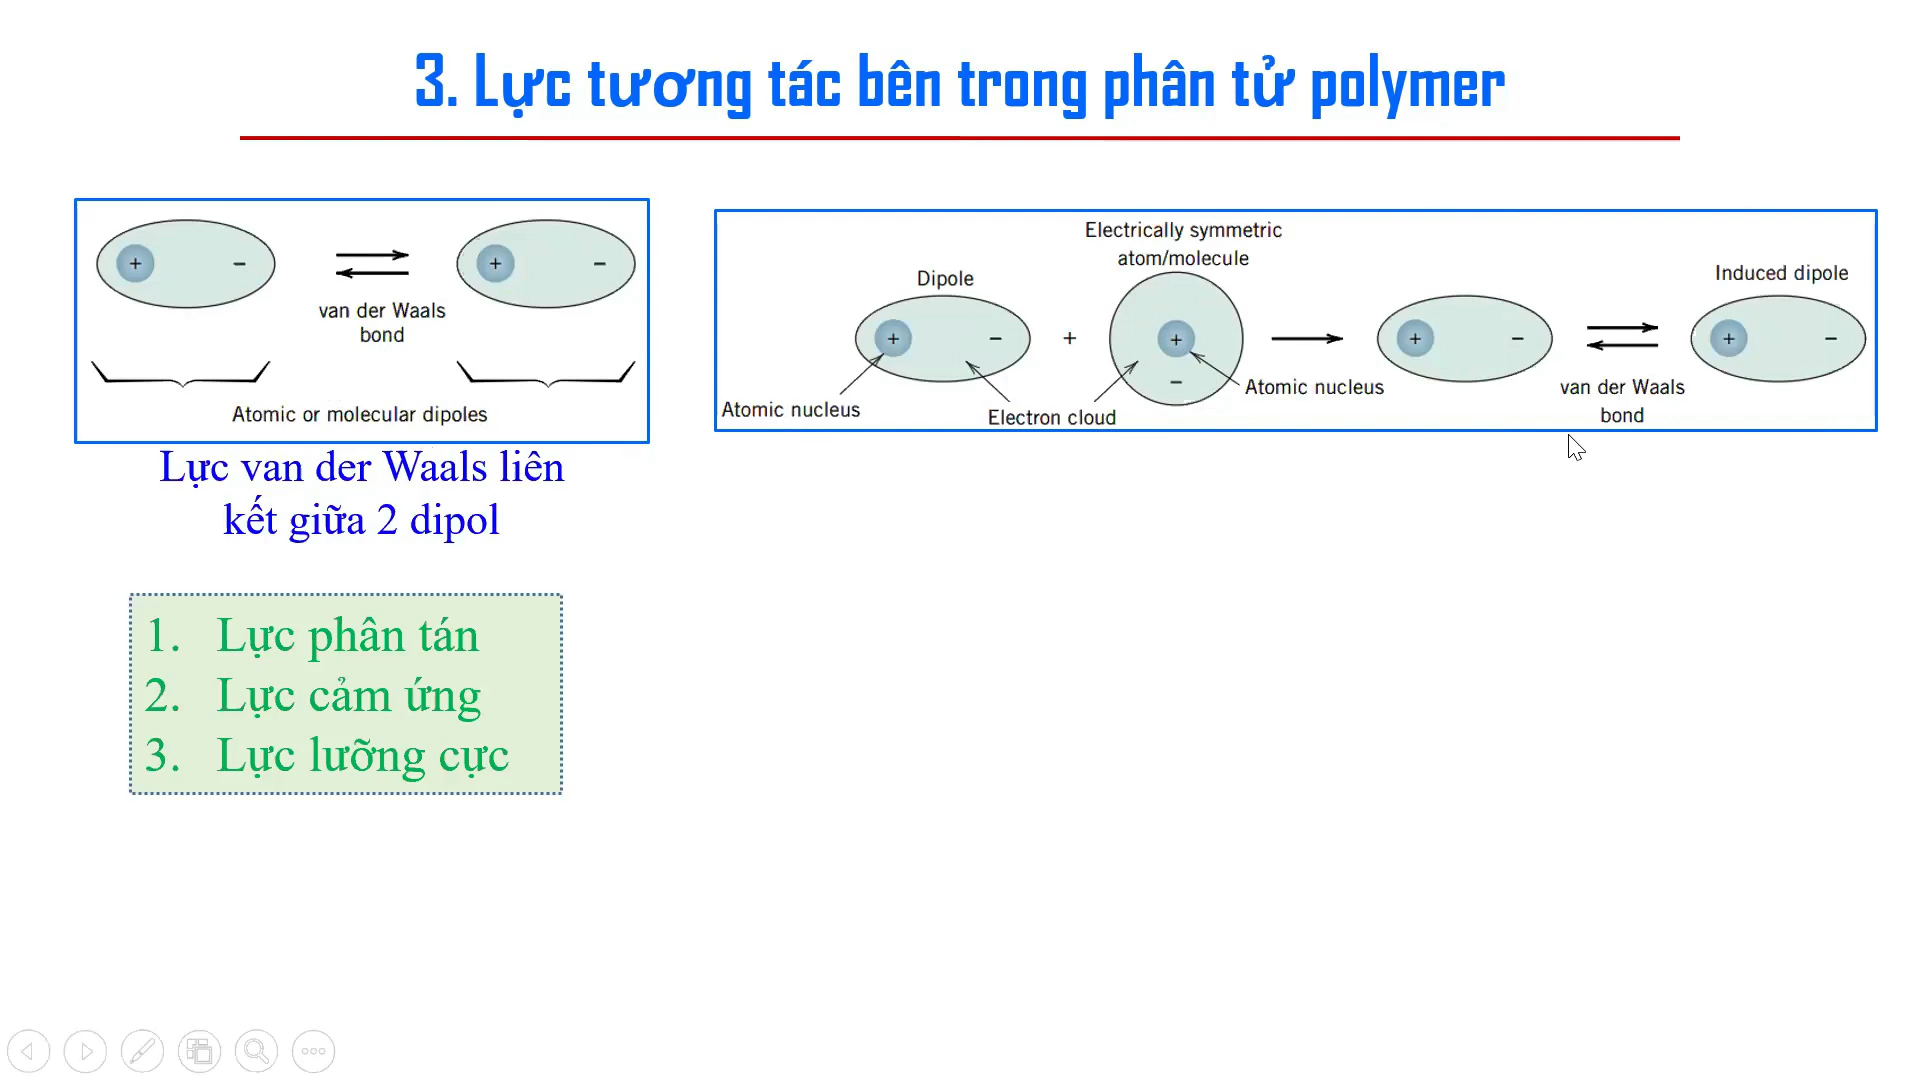 3. Lực tương tác bên trong phân tử polymer
+ − + −
van der Waals
bond
Atomic or molecular dipoles
Lực van der Waals liên
kết giữa 2 dipol
Electrically symmetric
atom/molecule
Dipole
Induced dipole
+ − + + − + − + −
Atomic nucleus
Electron cloud
Atomic nucleus
van der Waals
bond
1. Lực phân tán
2. Lực cảm ứng
3. Lực lưỡng cực